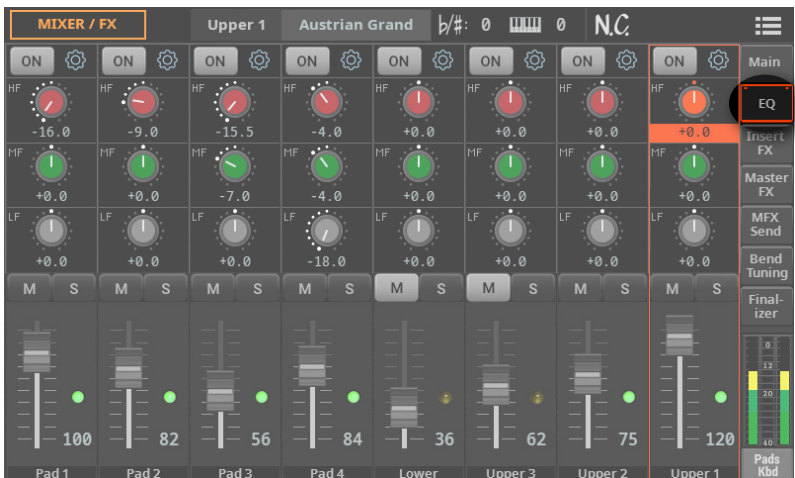 MIXER / FX Upper 1 Austrian Grand b/#: 0 0 N.C.
ON ON ON ON ON ON ON ON Main
HF HF HF HF HF HF HF HF
EQ
-16.0 -9.0 -15.5 -4.0 +0.0 +0.0 +0.0 +0.0
Insert
FX
MF MF MF MF MF MF MF MF
Master
FX
+0.0 +0.0 -7.0 -4.0 +0.0 +0.0 +0.0 +0.0
LF LF LF LF LF LF LF LF
MFX
Send
+0.0 +0.0 +0.0 -18.0 +0.0 +0.0 +0.0 +0.0
Bend
Tuning
M S M S M S M S M S M S M S M S
Final-
izer
0
12
20
40
100 82 56 84 36 62 75 120
Pads
Kbd
Pad 1 Pad 2 Pad 3 Pad 4 Lower Upper 3 Upper 2 Upper 1